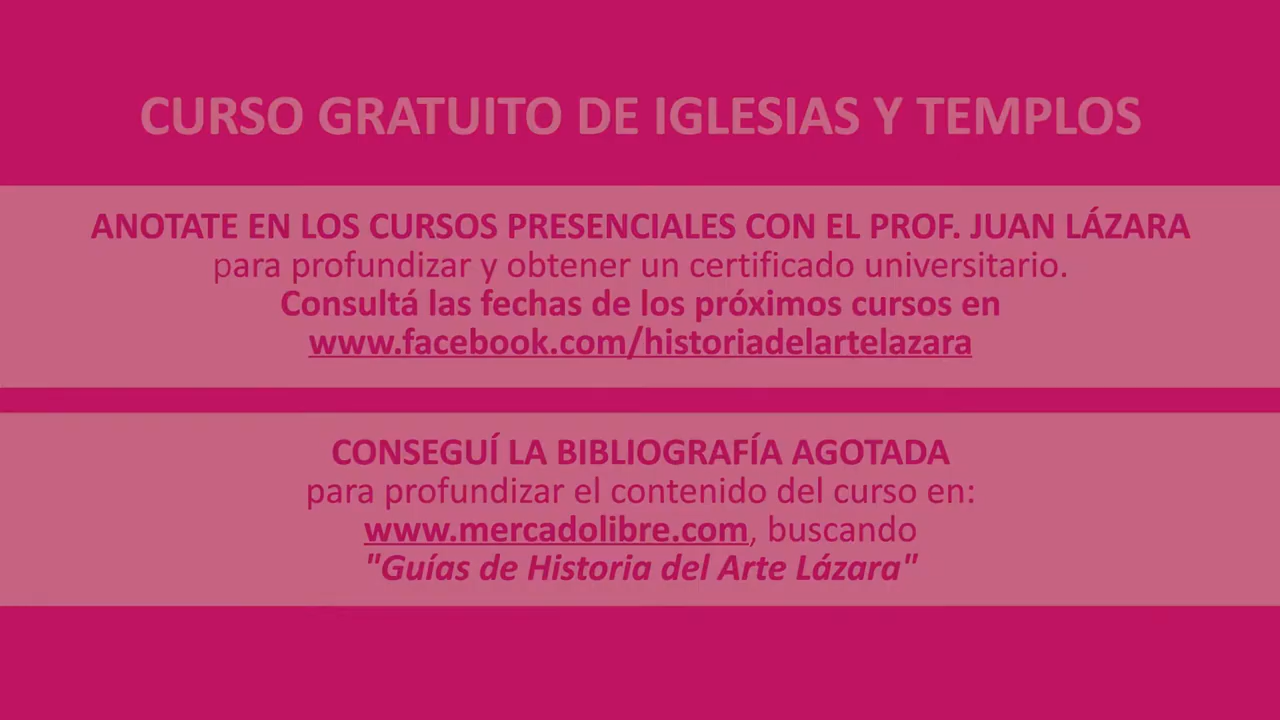 CURSO GRATUITO DE IGLESIAS Y TEMPLOS
ANOTATE EN LOS CURSOS PRESENCIALES CON EL PROF. JUAN LÁZARA
para profundizar y obtener un certificado universitario.
Consultá las fechas de los próximos cursos en
www.facebook.com/historiadelartelazara
CONSEGUÍ LA BIBLIOGRAFÍA AGOTADA
para profundizar el contenido del curso en:
www.mercadolibre.com, buscando
"Guías de Historia del Arte Lázara"